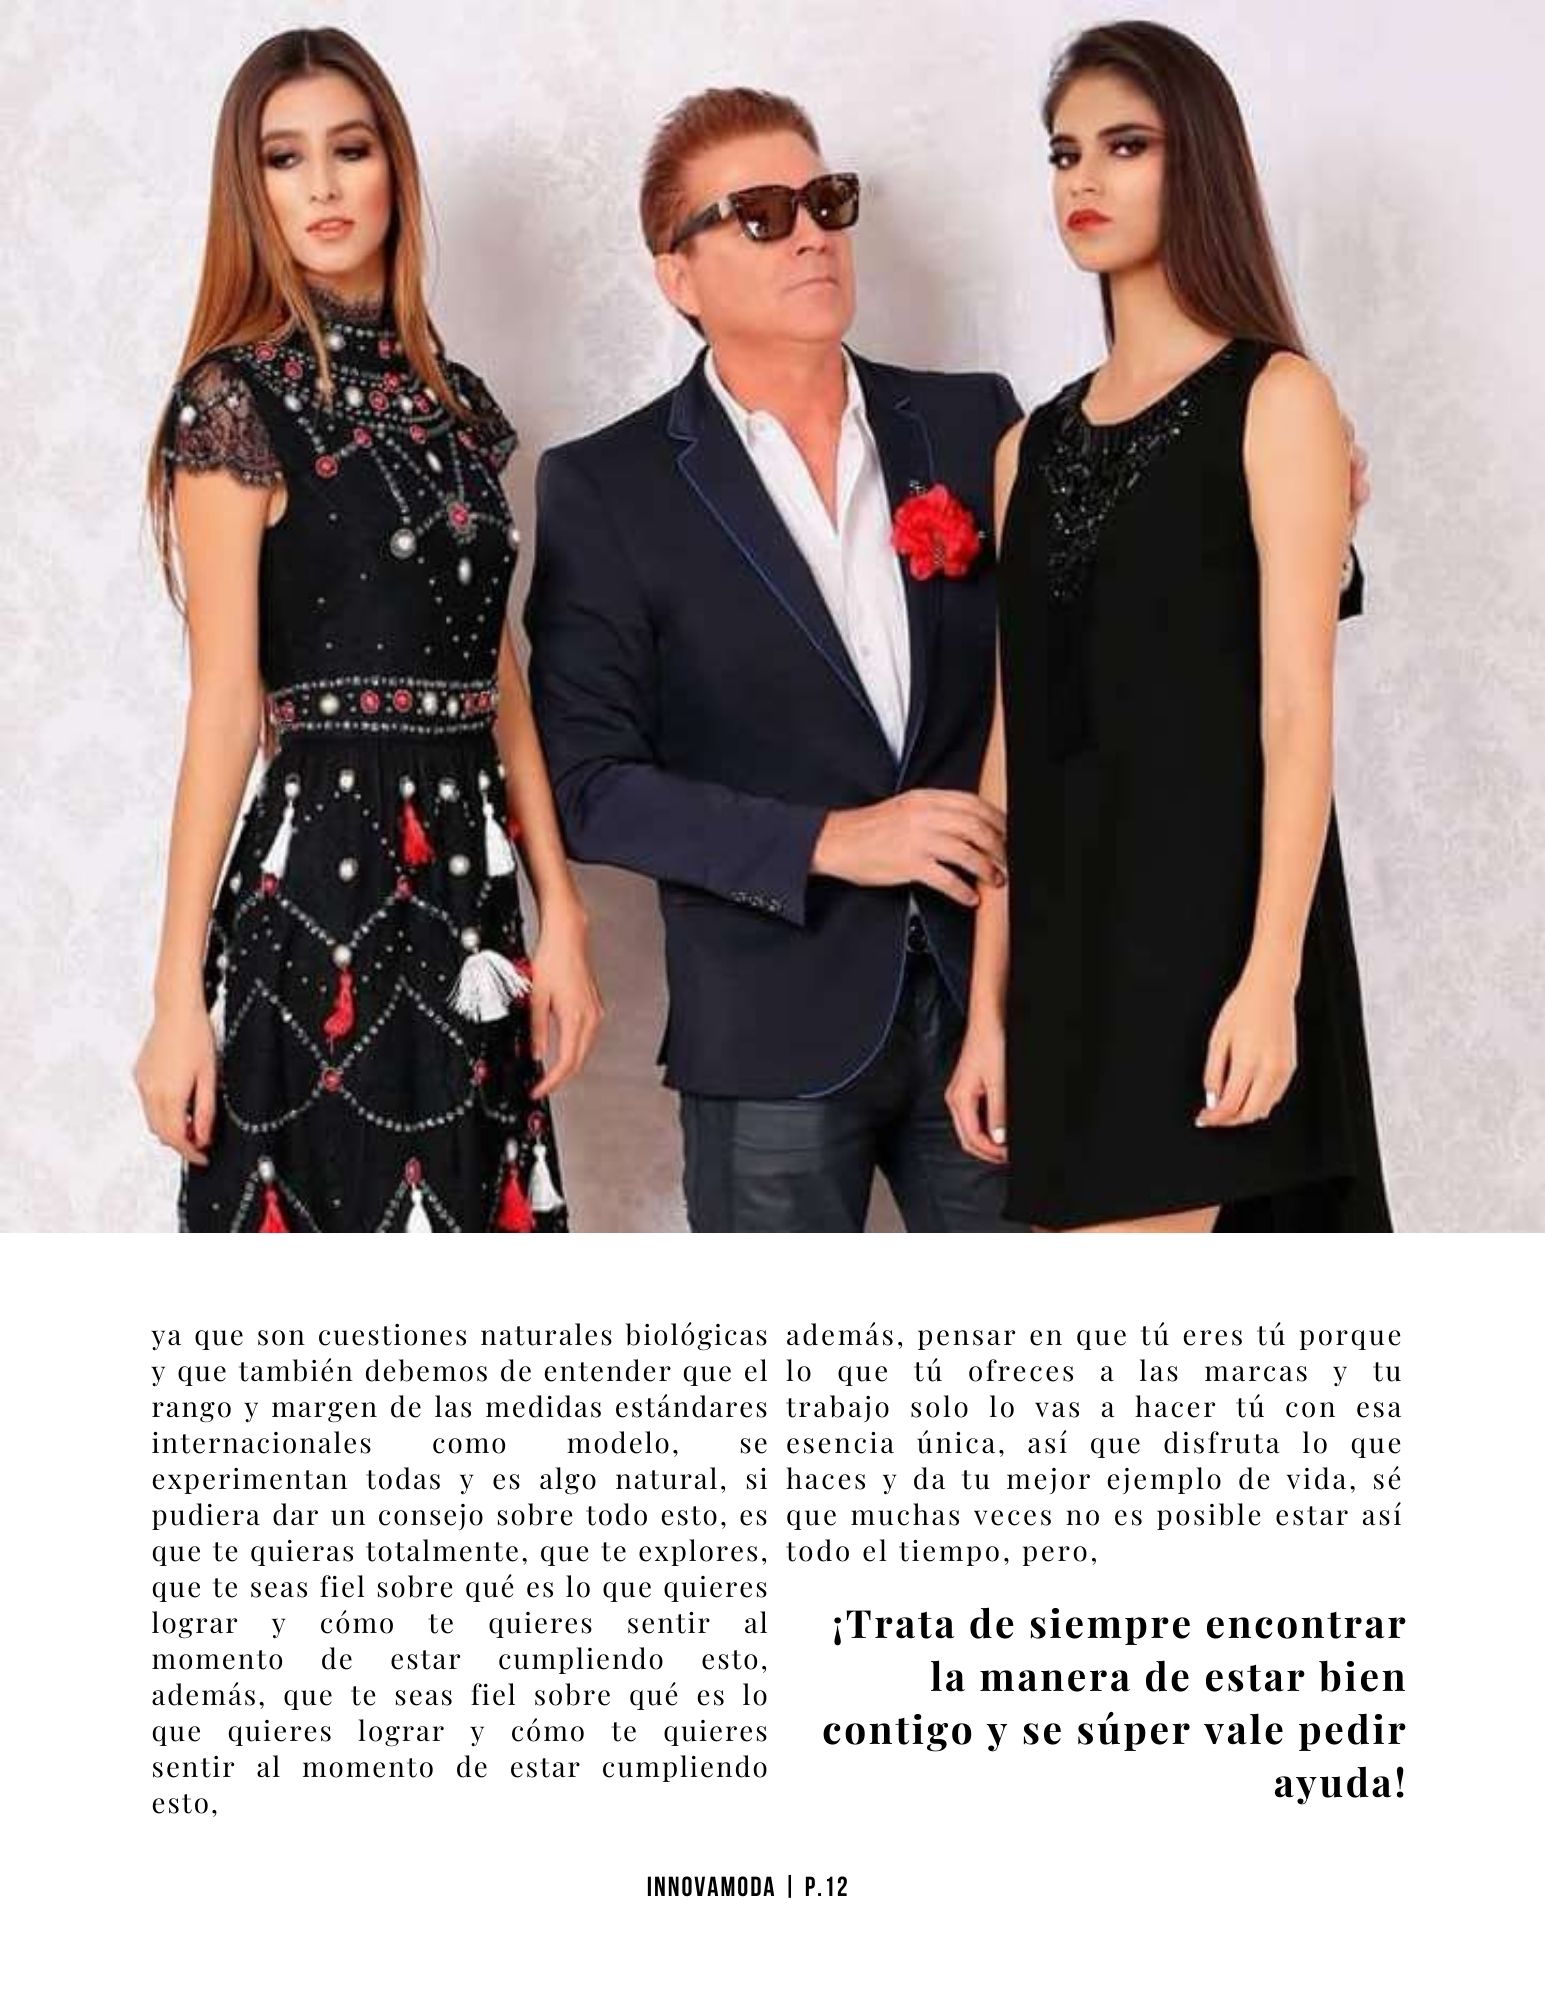 ya que son cuestiones naturales biológicas
y que también debemos de entender que el
rango y margen de las medidas estándares
internacionales como modelo, se
experimentan todas y es algo natural, si
pudiera dar un consejo sobre todo esto, es
que te quieras totalmente, que te explores,
que te seas fiel sobre qué es lo que quieres
lograr y cómo te quieres sentir al
momento de estar cumpliendo esto,
además, que te seas fiel sobre qué es lo
que quieres lograr y cómo te quieres
sentir al momento de estar cumpliendo
esto,
además, pensar en que tú eres tú porque
lo que tú ofreces a las marcas y tu
trabajo solo lo vas a hacer tú con esa
esencia única, así que disfruta lo que
haces y da tu mejor ejemplo de vida, sé
que muchas veces no es posible estar así
todo el tiempo, pero,
¡Trata de siempre encontrar
la manera de estar bien
contigo y se súper vale pedir
ayuda!
INNOVAMODA | P.12